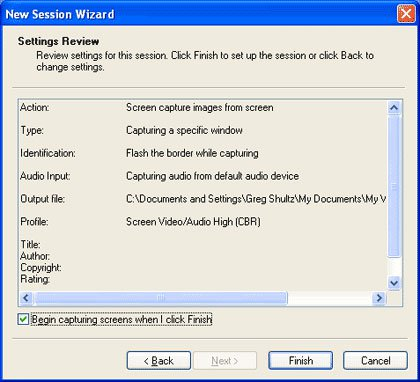 New Session Wizard
Settings Review
Review settings for this session. Click Finish to set up the session or click Back to
change settings.
Action: Screen capture images from screen
Type: Capturing a specific window
Identification: Flash the border while capturing
Audio Input: Capturing audio from default audio device
Output file: C:\Documents and Settings\Greg Shultz\My Documents\My V
Profile: Screen Video/Audio High (CBR)
Title:
Author:
Copyright:
Rating:
Begin capturing screens when I click Finish
< Back
Next >
Finish
Cancel